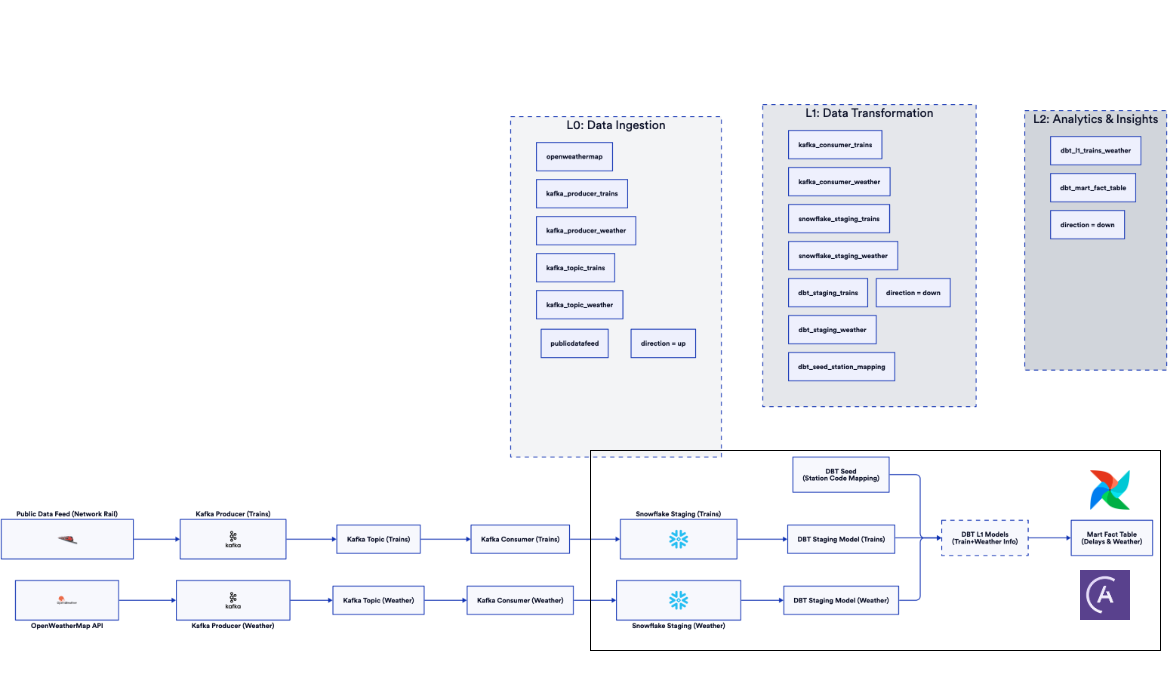 L0: Data Ingestion
openweathermap
kafka_producer_trains
kafka_producer_weather
kafka_topic_trains
kafka_topic_weather
publicdatafeed
direction = up
L1: Data Transformation
kafka_consumer_trains
kafka_consumer_weather
snowflake_staging_trains
snowflake_staging_weather
dbt_staging_trains
direction = down
dbt_staging_weather
dbt_seed_station_mapping
L2: Analytics & Insights
dbt_l1_trains_weather
dbt_mart_fact_table
direction = down
DBT Seed
(Station Code Mapping)
Public Data Feed (Network Rail)
Kafka Producer (Trains)
kafka
Kafka Topic (Trains)
Kafka Consumer (Trains)
Snowflake Staging (Trains)
DBT Staging Model (Trains)
DBT L1 Models
(Train+Weather Info)
Mart Fact Table
(Delays & Weather)
OpenWeatherMap API
kafka
Kafka Producer (Weather)
Kafka Topic (Weather)
Kafka Consumer (Weather)
Snowflake Staging (Weather)
DBT Staging Model (Weather)
A